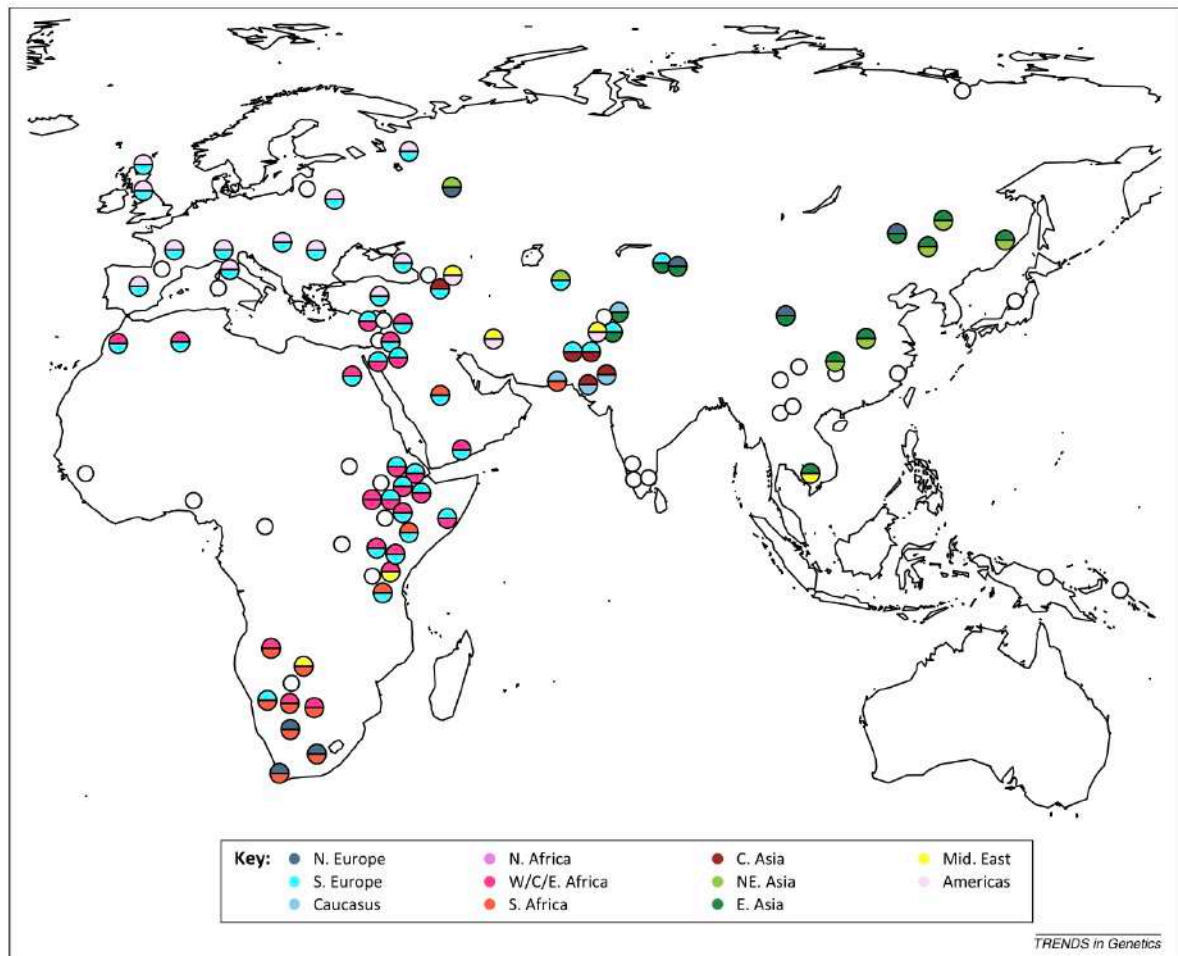 Key:
N. Europe
S. Europe
Caucasus
N. Africa
W/C/E. Africa
S. Africa
C. Asia
NE. Asia
E. Asia
Mid. East
Americas
TRENDS in Genetics